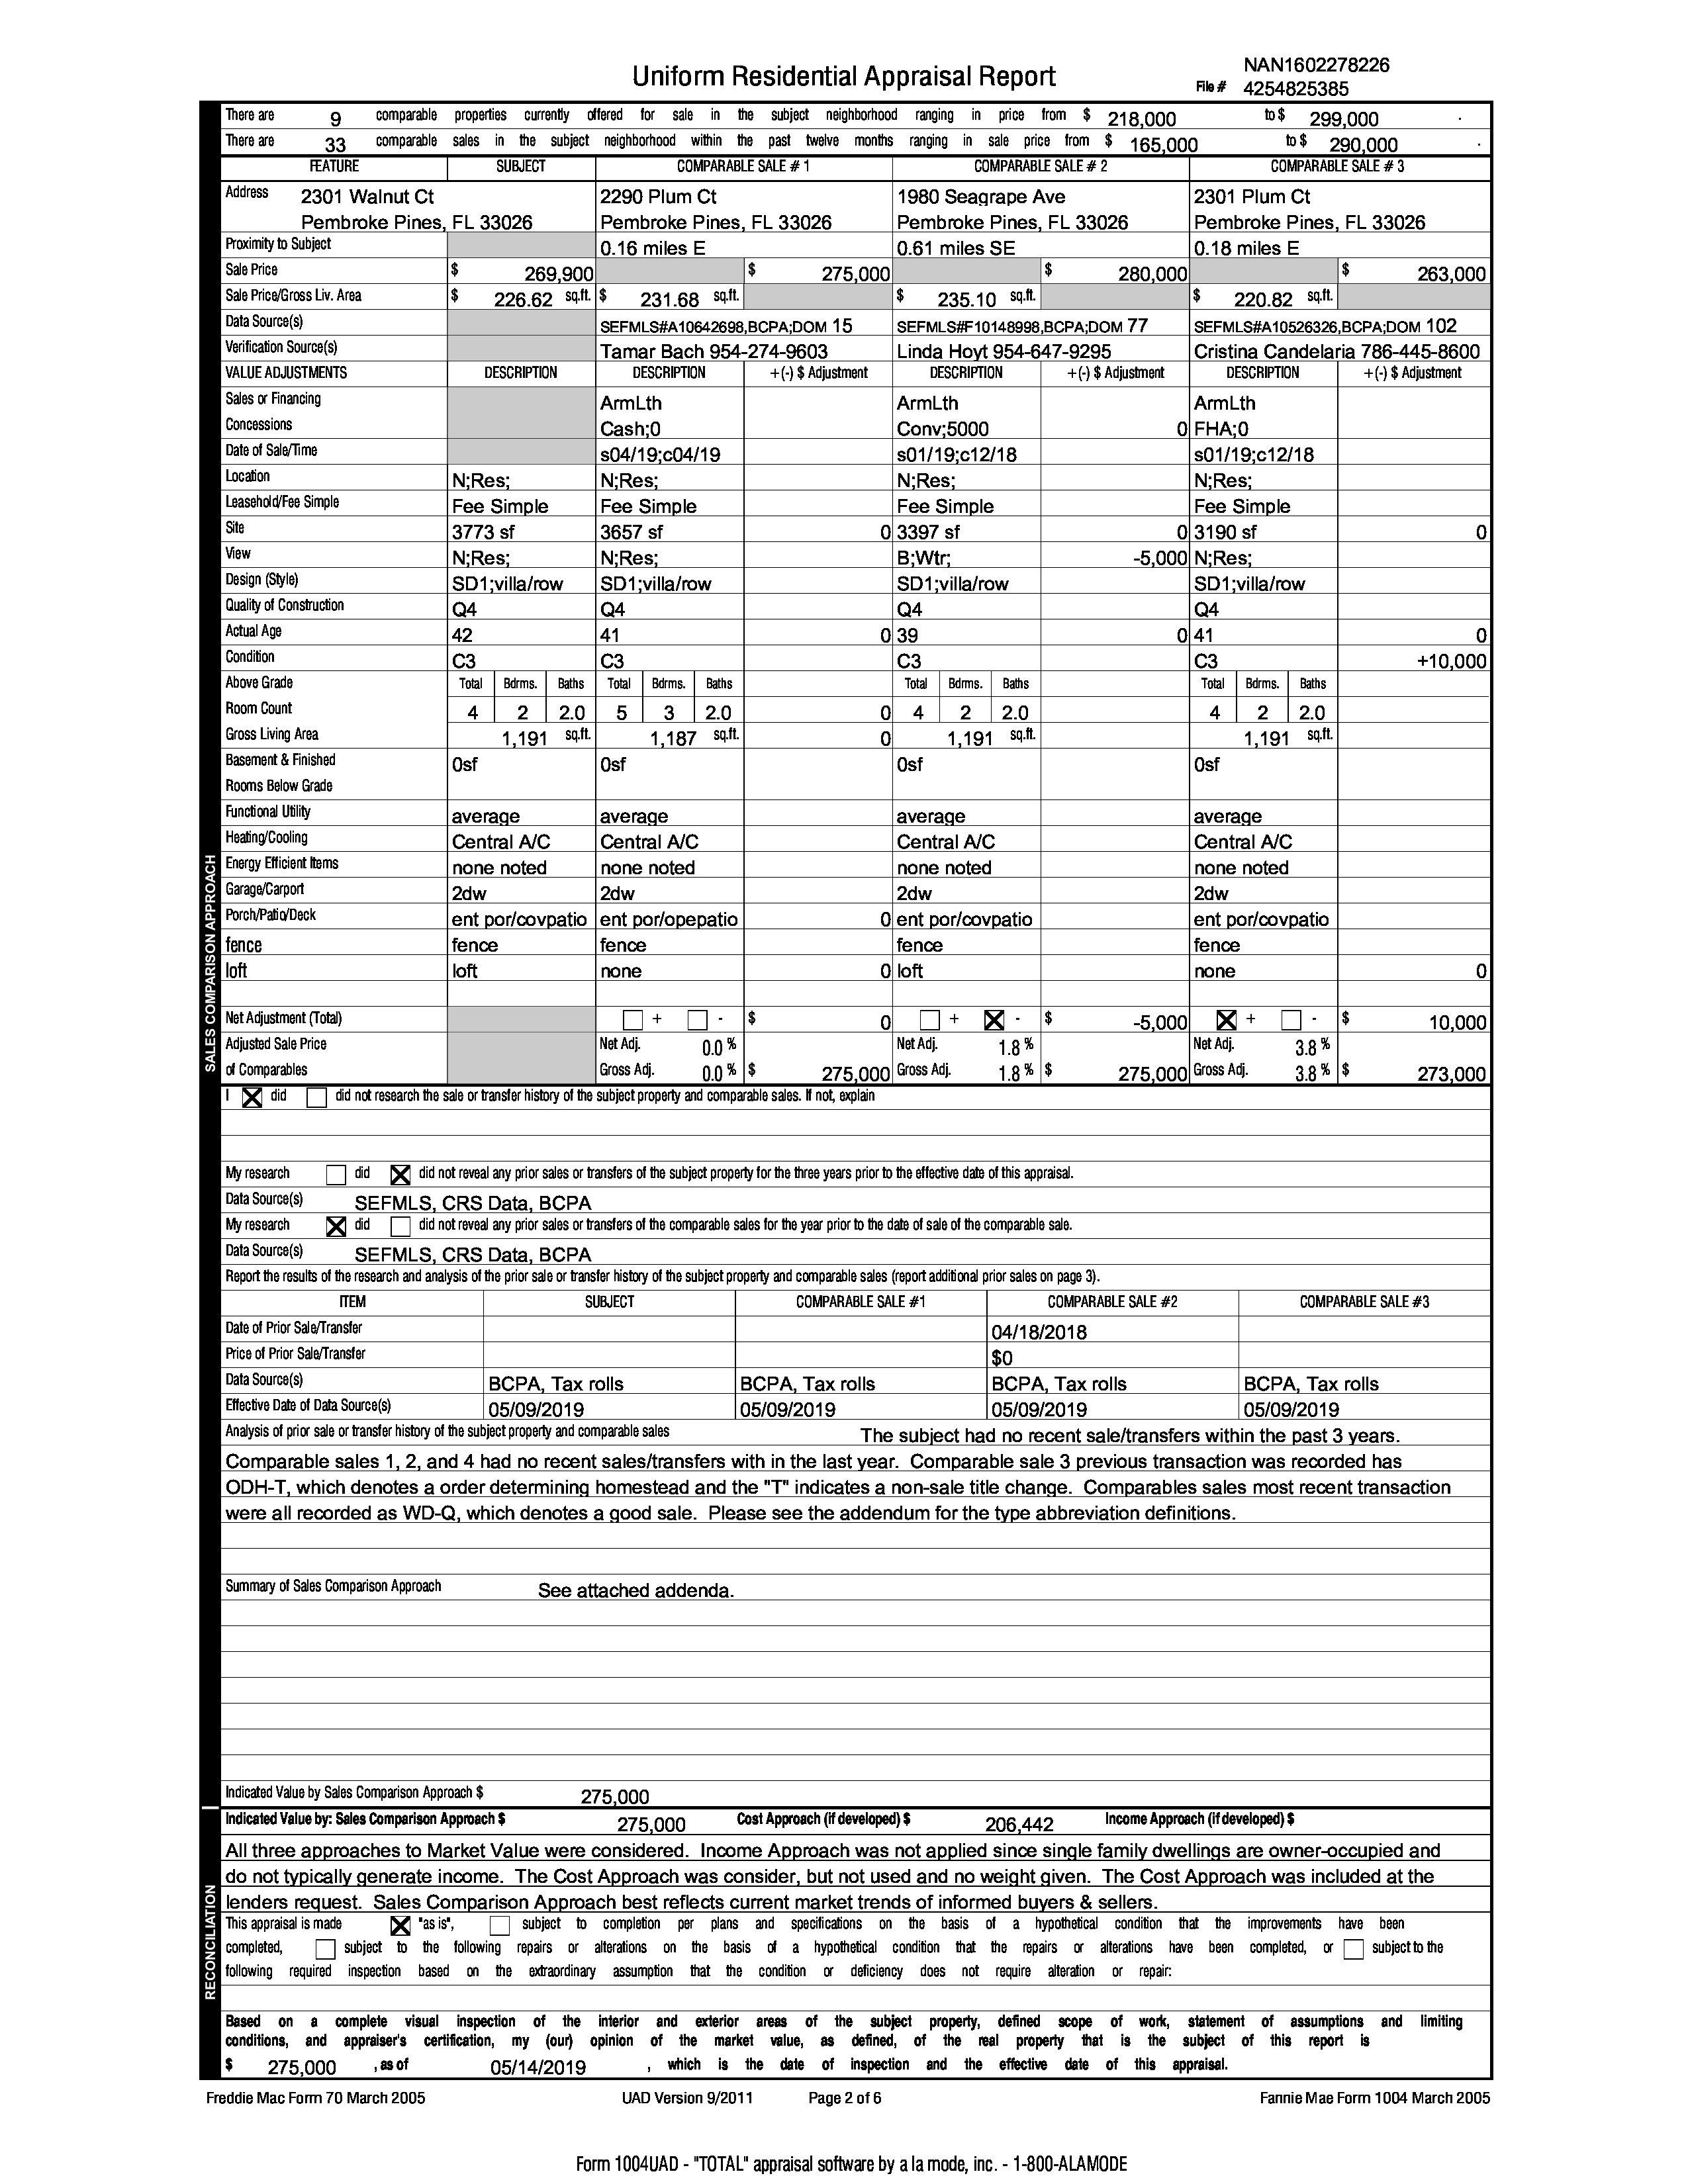 Uniform Residential Appraisal Report
NAN1602278226
File # 4254825385
There are 9 comparable properties currently offered for sale in the subject neighborhood ranging in price from $ 218,000 to $ 299,000 .
There are 33 comparable sales in the subject neighborhood within the past twelve months ranging in sale price from $ 165,000 to $ 290,000 .
FEATURE SUBJECT COMPARABLE SALE # 1 COMPARABLE SALE # 2 COMPARABLE SALE # 3
Address 2301 Walnut Ct 2290 Plum Ct 1980 Seagrape Ave 2301 Plum Ct
Pembroke Pines, FL 33026 Pembroke Pines, FL 33026 Pembroke Pines, FL 33026 Pembroke Pines, FL 33026
Proximity to Subject 0.16 miles E 0.61 miles SE 0.18 miles E
Sale Price $ 269,900 $ 275,000 $ 280,000 $ 263,000
Sale Price/Gross Liv. Area $ 226.62 sq.ft. $ 231.68 sq.ft. $ 235.10 sq.ft. $ 220.82 sq.ft.
Data Source(s) SEFMLS#A10642698,BCPA;DOM 15 SEFMLS#F10148998,BCPA;DOM 77 SEFMLS#A10526326,BCPA;DOM 102
Verification Source(s) Tamar Bach 954-274-9603 Linda Hoyt 954-647-9295 Cristina Candelaria 786-445-8600
VALUE ADJUSTMENTS DESCRIPTION DESCRIPTION +(-) $ Adjustment DESCRIPTION +(-) $ Adjustment DESCRIPTION +(-) $ Adjustment
Sales or Financing ArmLth ArmLth ArmLth
Concessions Cash;0 Conv;5000 0 FHA;0
Date of Sale/Time s04/19;c04/19 s01/19;c12/18 s01/19;c12/18
Location N;Res; N;Res; N;Res; N;Res;
Leasehold/Fee Simple Fee Simple Fee Simple Fee Simple Fee Simple
Site 3773 sf 3657 sf 0 3397 sf 0 3190 sf 0
View N;Res; N;Res; B;Wtr; -5,000 N;Res;
Design (Style) SD1;villa/row SD1;villa/row SD1;villa/row SD1;villa/row
Quality of Construction Q4 Q4 Q4 Q4
Actual Age 42 41 0 39 0 41 0
Condition C3 C3 C3 C3 +10,000
Above Grade Total Bdrms. Baths Total Bdrms. Baths Total Bdrms. Baths Total Bdrms. Baths
Room Count 4 2 2.0 5 3 2.0 0 4 2 2.0 4 2 2.0
Gross Living Area 1,191 sq.ft. 1,187 sq.ft. 0 1,191 sq.ft. 1,191 sq.ft.
Basement & Finished 0sf 0sf 0sf 0sf
Rooms Below Grade
Functional Utility average average average average
Heating/Cooling Central A/C Central A/C Central A/C Central A/C
Energy Efficient Items none noted none noted none noted none noted
Garage/Carport 2dw 2dw 2dw 2dw
Porch/Patio/Deck ent por/covpatio ent por/opepatio 0 ent por/covpatio ent por/covpatio
fence fence fence fence fence
loft loft none 0 loft none 0
Net Adjustment (Total) + - $ 0 + X - $ -5,000 X + - $ 10,000
Adjusted Sale Price Net Adj. 0.0 % Net Adj. 1.8 % Net Adj. 3.8 %
of Comparables Gross Adj. 0.0 % $ 275,000 Gross Adj. 1.8 % $ 275,000 Gross Adj. 3.8 % $ 273,000
SALES COMPARISON APPROACH
I X did did not research the sale or transfer history of the subject property and comparable sales. If not, explain
My research did X did not reveal any prior sales or transfers of the subject property for the three years prior to the effective date of this appraisal.
Data Source(s) SEFMLS, CRS Data, BCPA
My research X did did not reveal any prior sales or transfers of the comparable sales for the year prior to the date of sale of the comparable sale.
Data Source(s) SEFMLS, CRS Data, BCPA
Report the results of the research and analysis of the prior sale or transfer history of the subject property and comparable sales (report additional prior sales on page 3).
ITEM SUBJECT COMPARABLE SALE #1 COMPARABLE SALE #2 COMPARABLE SALE #3
Date of Prior Sale/Transfer 04/18/2018
Price of Prior Sale/Transfer $0
Data Source(s) BCPA, Tax rolls BCPA, Tax rolls BCPA, Tax rolls BCPA, Tax rolls
Effective Date of Data Source(s) 05/09/2019 05/09/2019 05/09/2019 05/09/2019
Analysis of prior sale or transfer history of the subject property and comparable sales The subject had no recent sale/transfers within the past 3 years.
Comparable sales 1, 2, and 4 had no recent sales/transfers with in the last year. Comparable sale 3 previous transaction was recorded has
ODH-T, which denotes a order determining homestead and the "T" indicates a non-sale title change. Comparables sales most recent transaction
were all recorded as WD-Q, which denotes a good sale. Please see the addendum for the type abbreviation definitions.
Summary of Sales Comparison Approach See attached addenda.
Indicated Value by Sales Comparison Approach $ 275,000
Indicated Value by: Sales Comparison Approach $ 275,000 Cost Approach (if developed) $ 206,442 Income Approach (if developed) $
All three approaches to Market Value were considered. Income Approach was not applied since single family dwellings are owner-occupied and
do not typically generate income. The Cost Approach was consider, but not used and no weight given. The Cost Approach was included at the
lenders request. Sales Comparison Approach best reflects current market trends of informed buyers & sellers.
RECONCILIATION
This appraisal is made X "as is", subject to completion per plans and specifications on the basis of a hypothetical condition that the improvements have been
completed, subject to the following repairs or alterations on the basis of a hypothetical condition that the repairs or alterations have been completed, or subject to the
following required inspection based on the extraordinary assumption that the condition or deficiency does not require alteration or repair:
Based on a complete visual inspection of the interior and exterior areas of the subject property, defined scope of work, statement of assumptions and limiting
conditions, and appraiser's certification, my (our) opinion of the market value, as defined, of the real property that is the subject of this report is
$ 275,000 , as of 05/14/2019 , which is the date of inspection and the effective date of this appraisal.
Freddie Mac Form 70 March 2005 UAD Version 9/2011 Page 2 of 6 Fannie Mae Form 1004 March 2005
Form 1004UAD - "TOTAL" appraisal software by a la mode, inc. - 1-800-ALAMODE